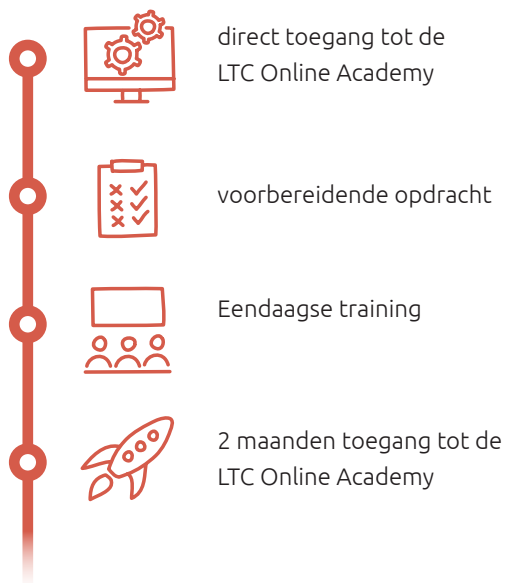 direct toegang tot de
LTC Online Academy
voorbereidende opdracht
Eendaagse training
2 maanden toegang tot de
LTC Online Academy